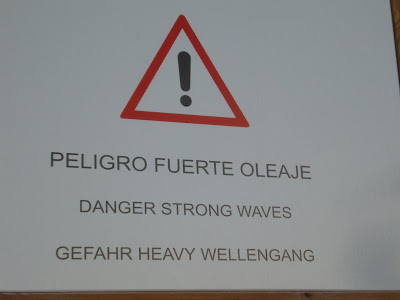 PELIGRO FUERTE OLEAJE
DANGER STRONG WAVES
GEFAHR HEAVY WELLENGANG